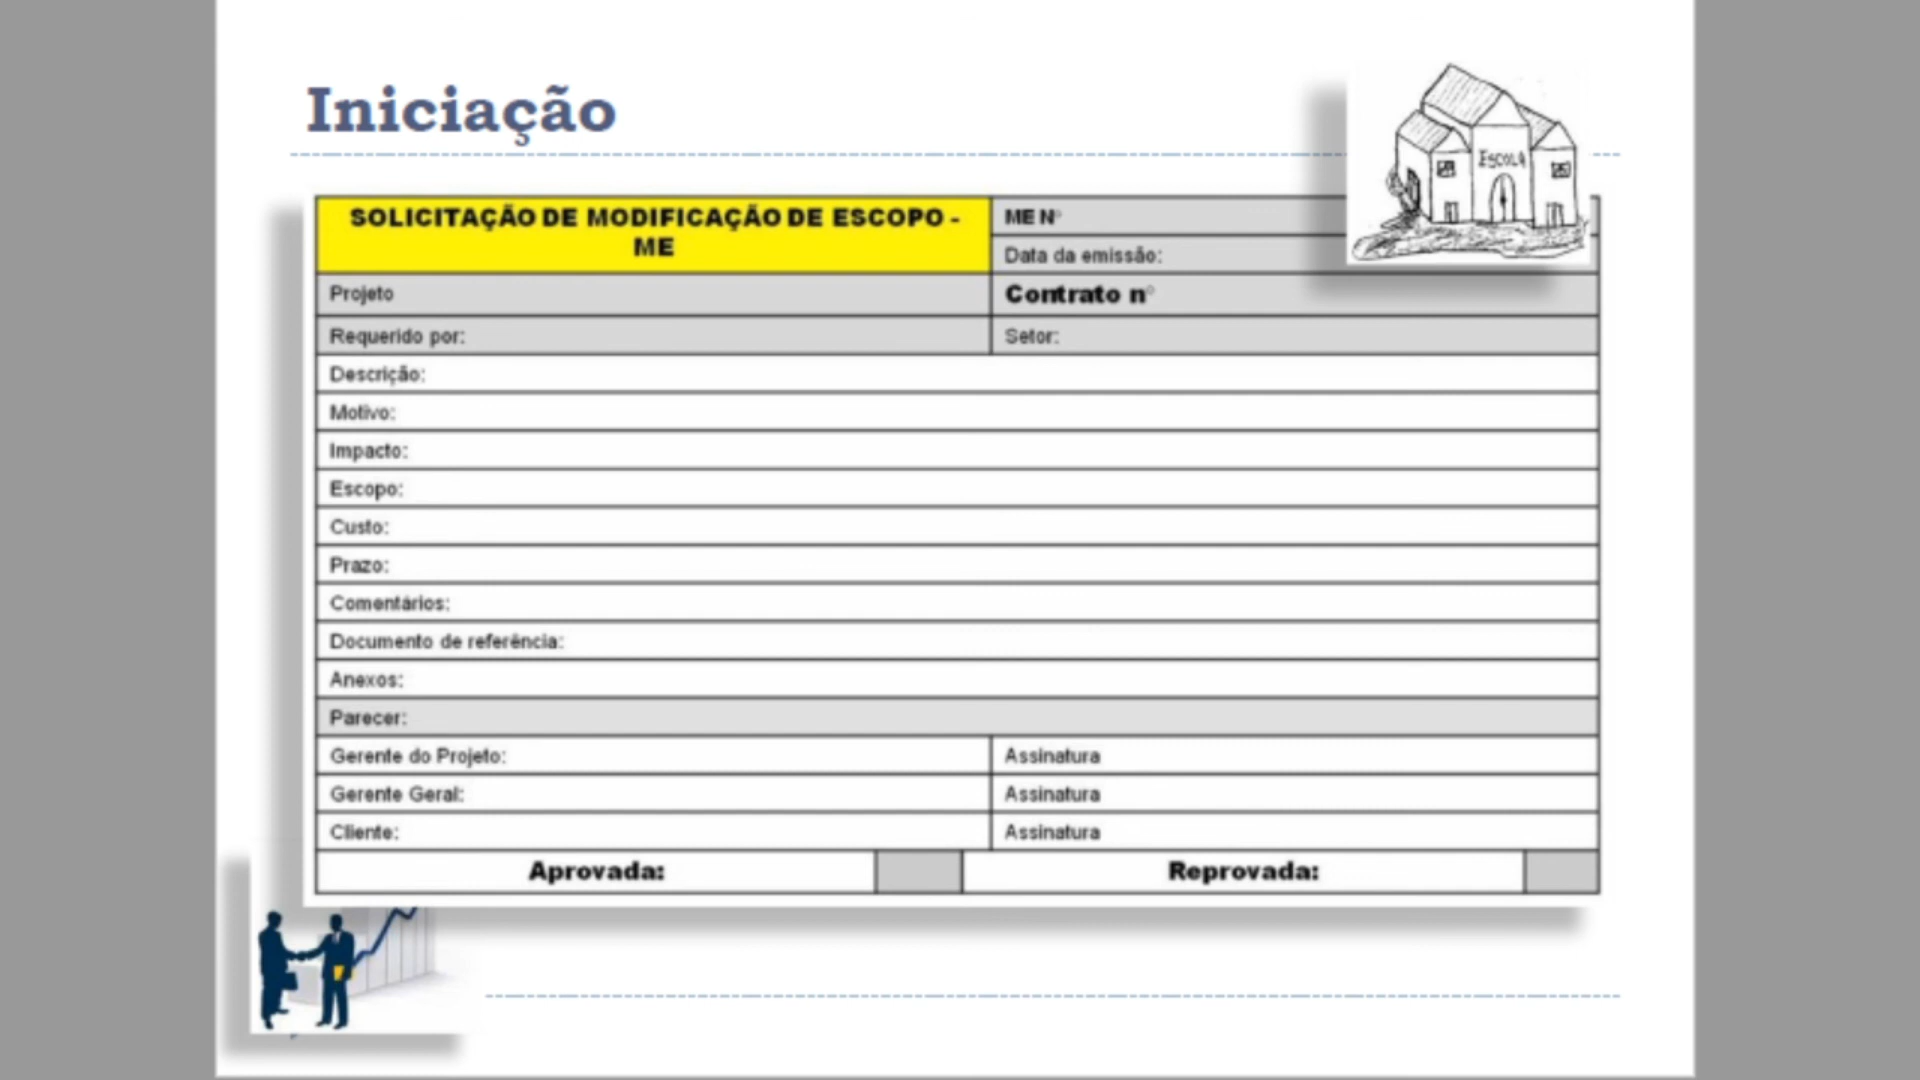 Iniciação
ESCOLA
SOLICITAÇÃO DE MODIFICAÇÃO DE ESCOPO -
ME
ME Nº
Data da emissão:
Projeto
Contrato nº
Requerido por:
Setor:
Descrição:
Motivo:
Impacto:
Escopo:
Custo:
Prazo:
Comentários:
Documento de referência:
Anexos:
Parecer:
Gerente do Projeto:
Assinatura
Gerente Geral:
Assinatura
Cliente:
Assinatura
Aprovada:
Reprovada: